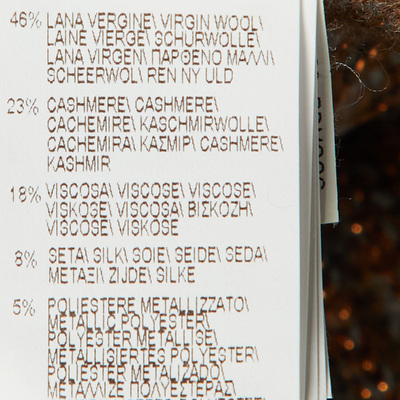 46% LANA VERGINE\ VIRGIN WOOL\
LAINE VIERGE\ SCHURWOLLE\
LANA VIRGEN\ ΠΑΡΘΕΝΟ ΜΑΛΛΙ\
SCHEERWOL\ REN NY ULD
23% CASHMERE\ CASHMERE\
CACHEMIRE\ KASCHMIRWOLLE\
CACHEMIRA\ ΚΑΣΜΙΡ\ CASHMERE\
KASHMIR
18% VISCOSA\ VISCOSE\ VISCOSE\
VISKOSE\ VISCOSA\ ΒΙΣΚΟΖΗ\
VISCOSE\ VISKOSE
8% SETA\ SILK\ SOIE\ SEIDE\ SEDA\
ΜΕΤΑΞΙ\ ZIJDE\ SILKE
5% POLIESTERE METALLIZZATO\
METALLIC POLYESTER\
POLYESTER METALLISE\
METALLISIERTES POLYESTER\
POLIESTER METALIZADO\
ΜΕΤΑΛΛΙΖΕ ΠΟΛΥΕΣΤΕΡΑΣ\